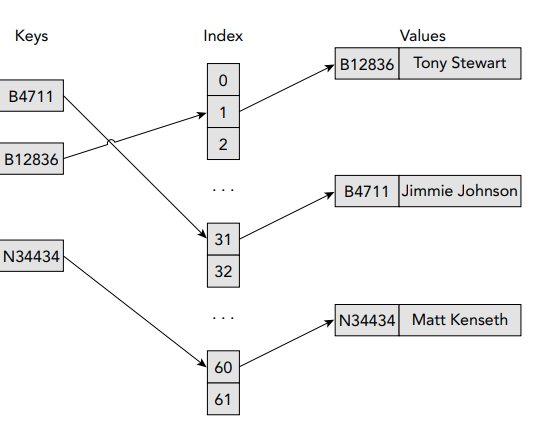 Keys Index Values
B12836 Tony Stewart
0
B4711
1
2
B12836
. . .
B4711 Jimmie Johnson
31
N34434
32
. . .
N34434 Matt Kenseth
60
61